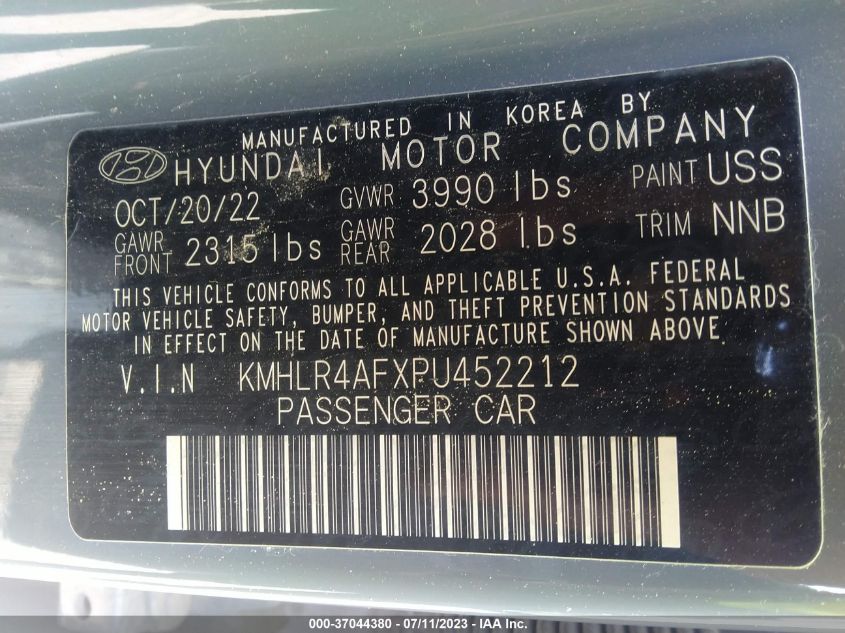 MANUFACTURED IN KOREA BY
HYUNDAI MOTOR COMPANY
OCT/20/22 GVWR 3990 lbs PAINT USS
GAWR FRONT 2315 lbs GAWR REAR 2028 lbs TRIM NNB
THIS VEHICLE CONFORMS TO ALL APPLICABLE U.S.A. FEDERAL
MOTOR VEHICLE SAFETY, BUMPER, AND THEFT PREVENTION STANDARDS
IN EFFECT ON THE DATE OF MANUFACTURE SHOWN ABOVE.
V.I.N KMHLR4AFXPU452212
PASSENGER CAR
000-37044380 - 07/11/2023 - IAA Inc.